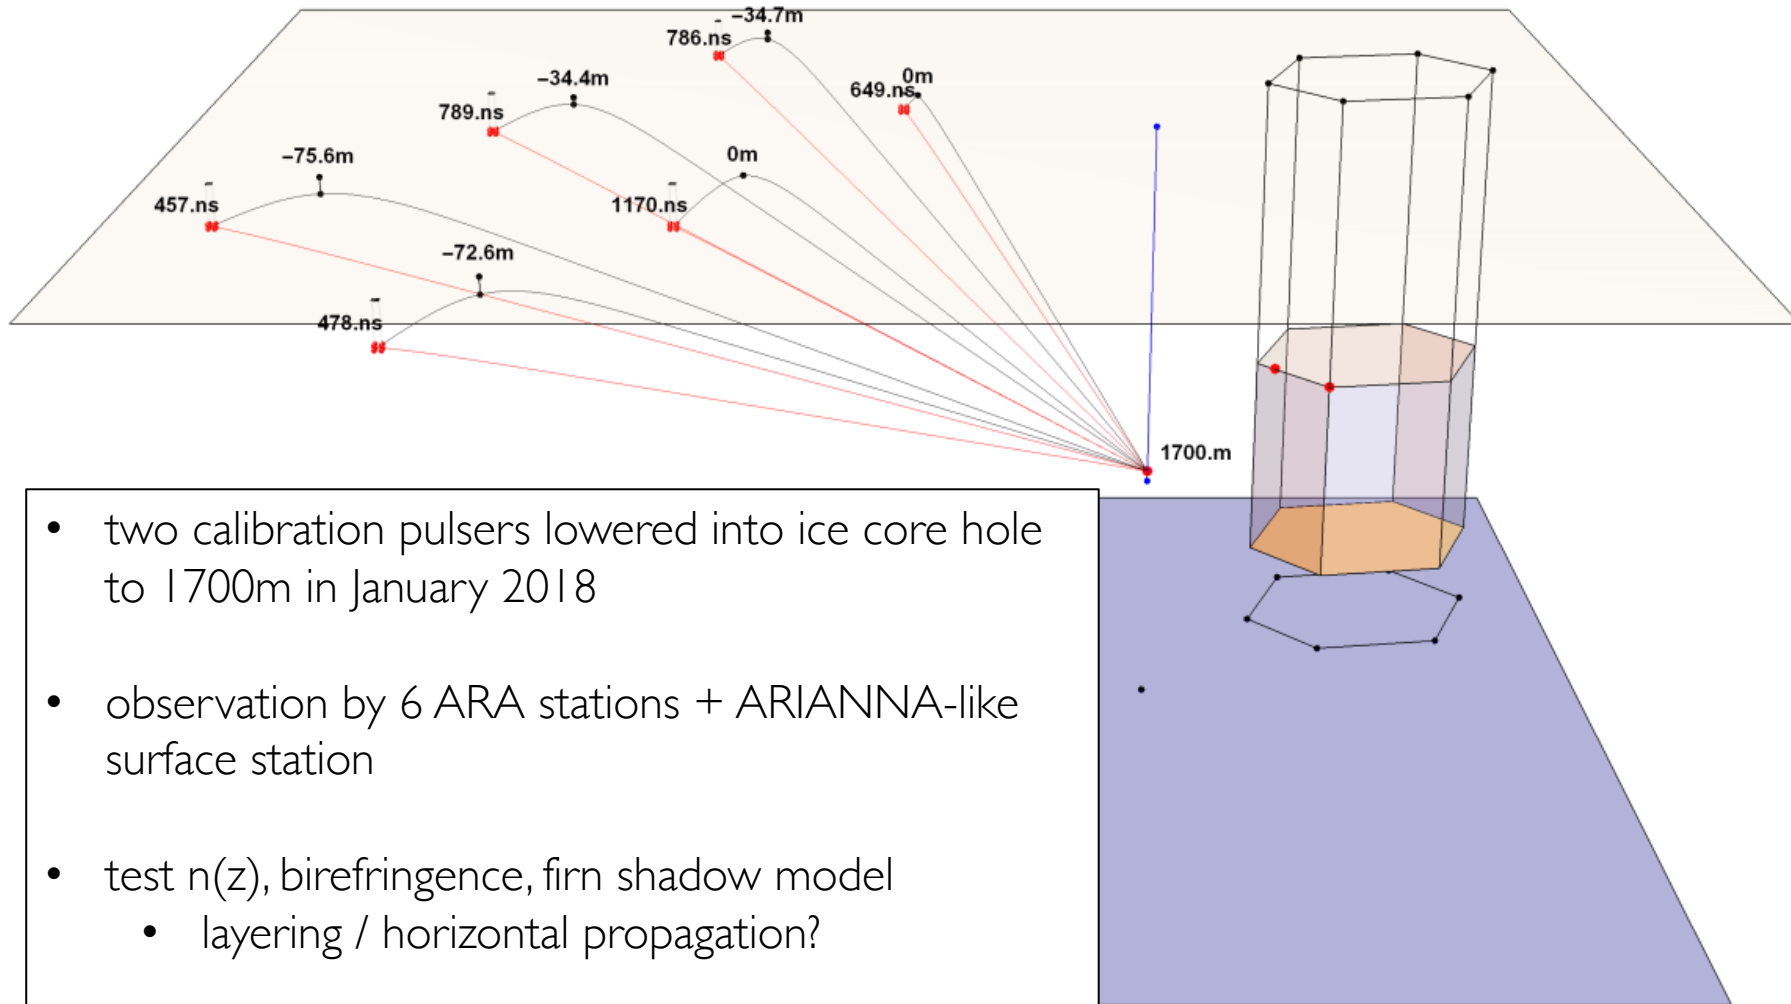 −34.7m
786.ns
0m
649.ns
−34.4m
789.ns
0m
−75.6m
457.ns
1170.ns
−72.6m
478.ns
1700.m
• two calibration pulsers lowered into ice core hole
to 1700m in January 2018
• observation by 6 ARA stations + ARIANNA-like
surface station
• test n(z), birefringence, firn shadow model
• layering / horizontal propagation?